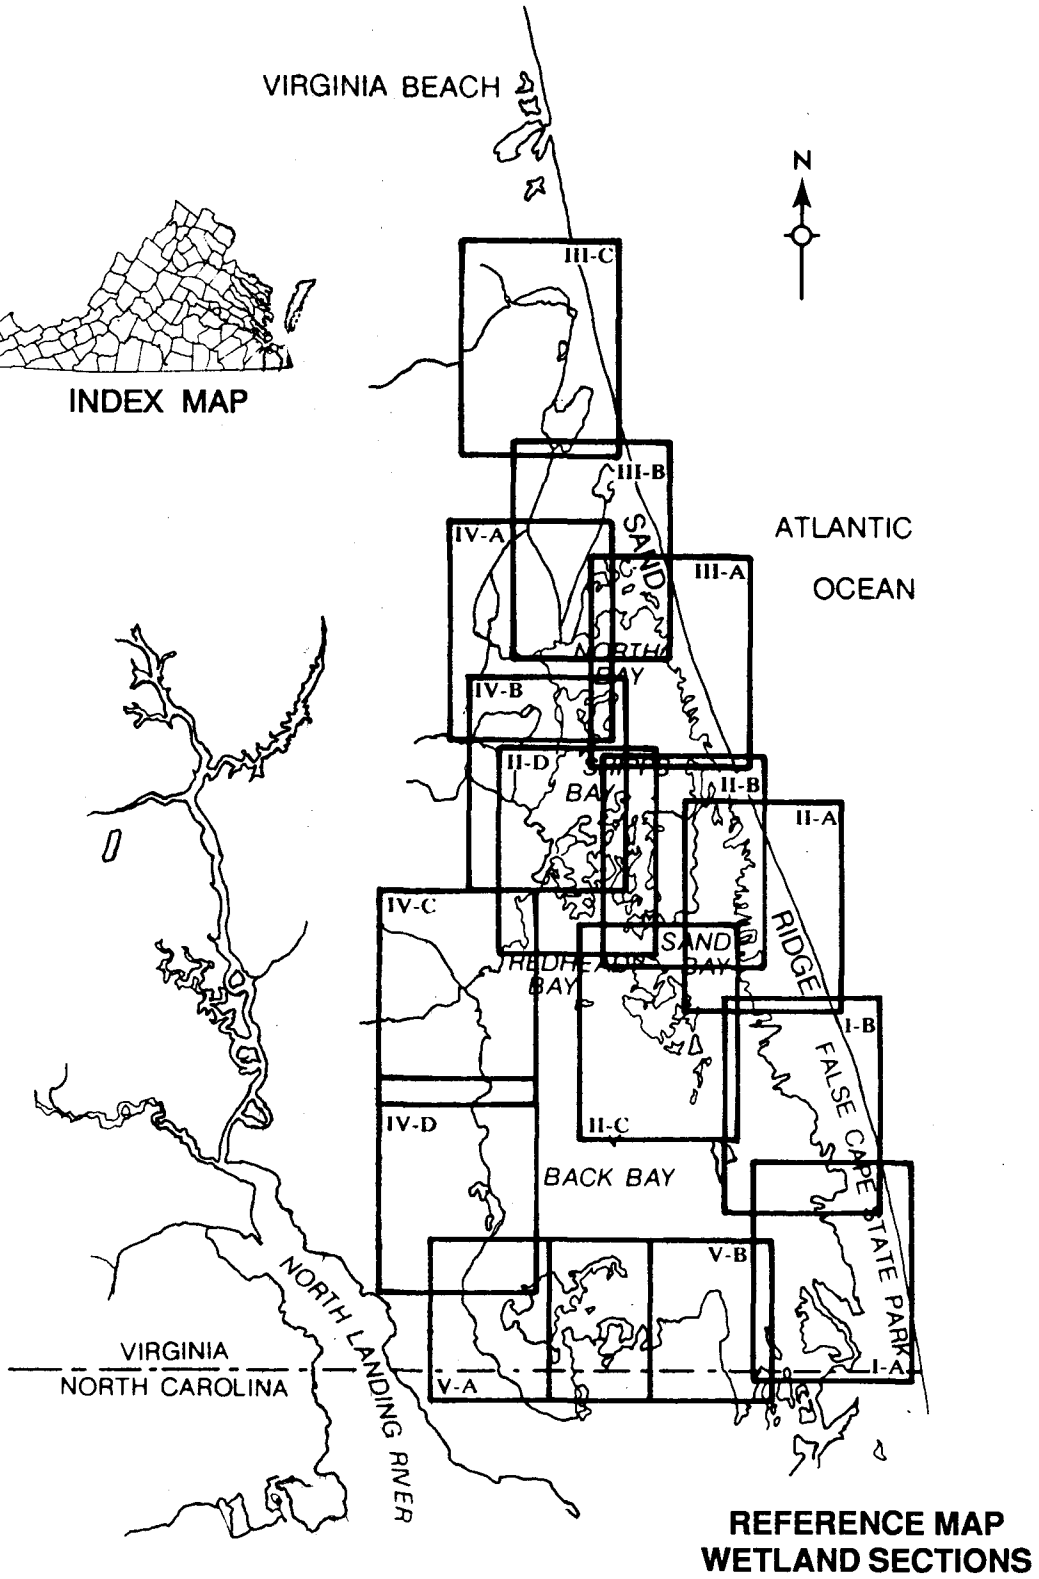 VIRGINIA BEACH
N
III-C
INDEX MAP
III-B
SAND
IV-A
ATLANTIC
OCEAN
III-A
NORTH
BAY
IV-B
II-D
BAY
II-B
II-A
IV-C
RIDGE
SAND
BAY
REDHEAD
BAY
I-B
FALSE CAPE STATE PARK
II-C
IV-D
BACK BAY
V-B
NORTH LANDING RIVER
VIRGINIA
NORTH CAROLINA
V-A
I-A
REFERENCE MAP
WETLAND SECTIONS